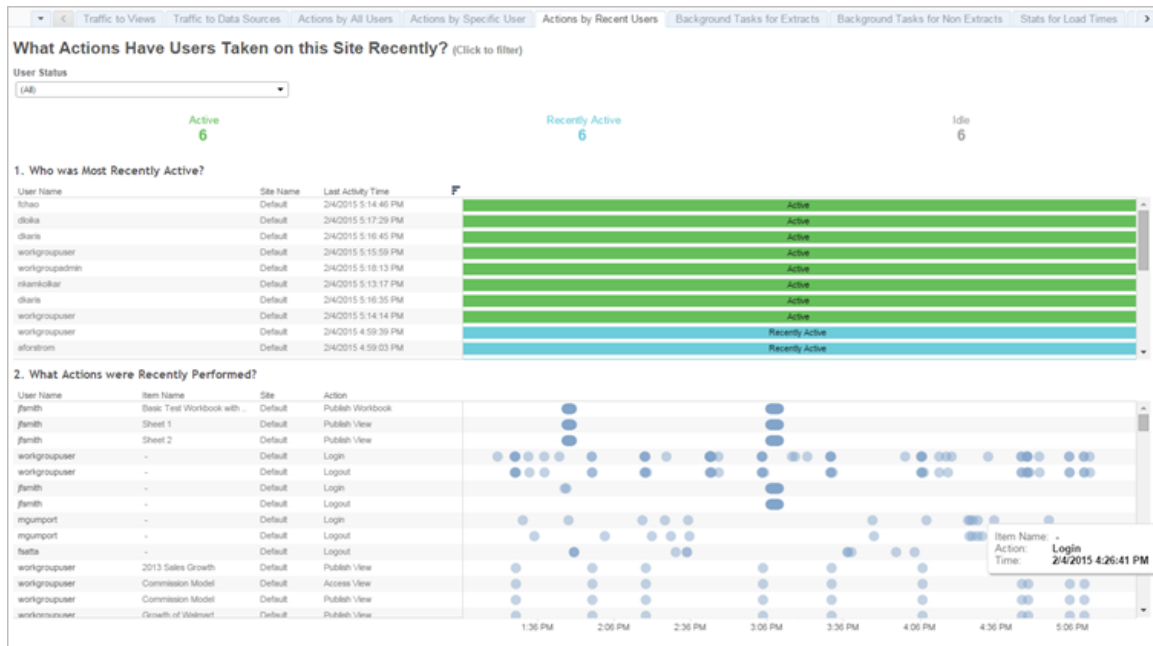 Traffic to Views Traffic to Data Sources Actions by All Users Actions by Specific User Actions by Recent Users Background Tasks for Extracts Background Tasks for Non Extracts Stats for Load Times
What Actions Have Users Taken on this Site Recently? (Click to filter)
User Status
(All)
Active Recently Active Idle
6 6 6
1. Who was Most Recently Active?
User Name Site Name Last Activity Time
fchao Default 2/4/2015 5:14:46 PM Active
dloika Default 2/4/2015 5:17:29 PM Active
dkaris Default 2/4/2015 5:16:45 PM Active
workgroupuser Default 2/4/2015 5:15:59 PM Active
workgroupadmin Default 2/4/2015 5:18:13 PM Active
Default 2/4/2015 5:13:17 PM Active
dkaris Default 2/4/2015 5:16:35 PM Active
workgroupuser Default 2/4/2015 5:14:14 PM Active
workgroupuser Default 2/4/2015 4:59:39 PM Recently Active
aforstrom Default 2/4/2015 4:59:03 PM Recently Active
2. What Actions were Recently Performed?
User Name Item Name Site Action
jfsmith Basic Test Workbook with .. Default Publish Workbook
jfsmith Sheet 1 Default Publish View
jfsmith Sheet 2 Default Publish View
workgroupuser - Default Login
workgroupuser - Default Logout
jfsmith - Default Login
jfsmith - Default Logout
mgumport - Default Login
mgumport - Default Logout
fsatta - Default Logout
Item Name: -
Action: Login
Time: 2/4/2015 4:26:41 PM
workgroupuser 2013 Sales Growth Default Publish View
workgroupuser Commission Model Default Access View
workgroupuser Commission Model Default Publish View
workgroupuser Growth of Walmart Default Publish View
1:36 PM 2:06 PM 2:36 PM 3:06 PM 3:36 PM 4:06 PM 4:36 PM 5:06 PM